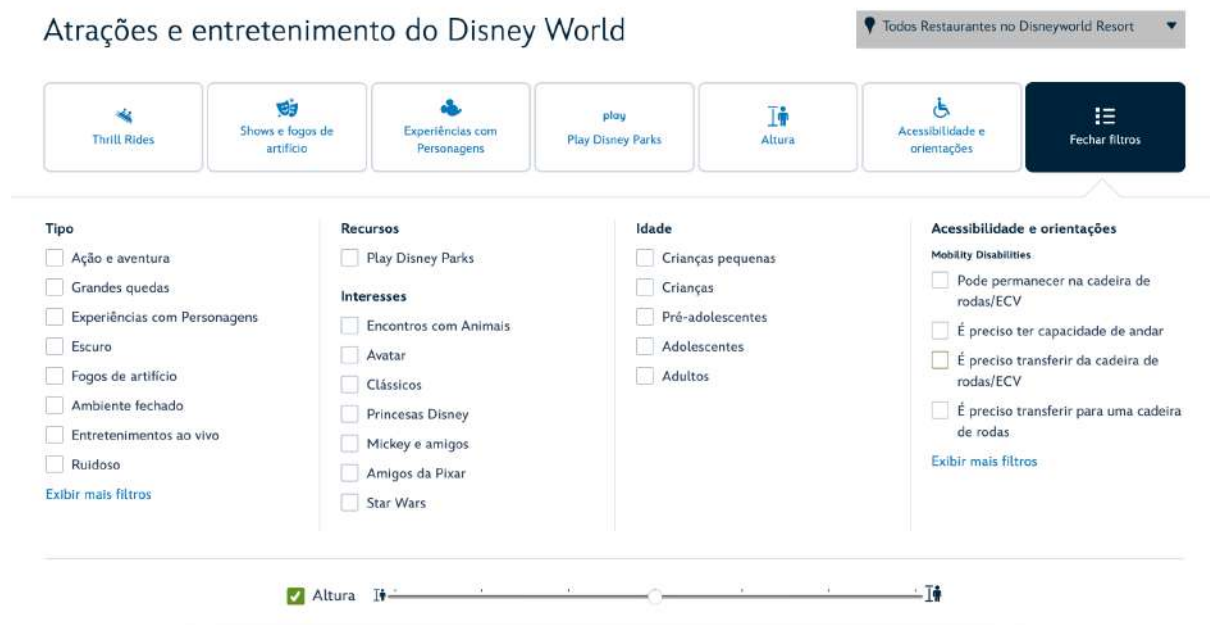 Atrações e entretenimento do Disney World
Todos Restaurantes no Disneyworld Resort
Thrill Rides
Shows e fogos de
artifício
Experiências com
Personagens
play
Play Disney Parks
Altura
Acessibilidade e
orientações
Fechar filtros
Tipo
Ação e aventura
Grandes quedas
Experiências com Personagens
Escuro
Fogos de artifício
Ambiente fechado
Entretenimentos ao vivo
Ruidoso
Exibir mais filtros
Recursos
Play Disney Parks
Interesses
Encontros com Animais
Avatar
Clássicos
Princesas Disney
Mickey e amigos
Amigos da Pixar
Star Wars
Idade
Crianças pequenas
Crianças
Pré-adolescentes
Adolescentes
Adultos
Acessibilidade e orientações
Mobility Disabilities
Pode permanecer na cadeira de
rodas/ECV
É preciso ter capacidade de andar
É preciso transferir da cadeira de
rodas/ECV
É preciso transferir para uma cadeira
de rodas
Exibir mais filtros
Altura